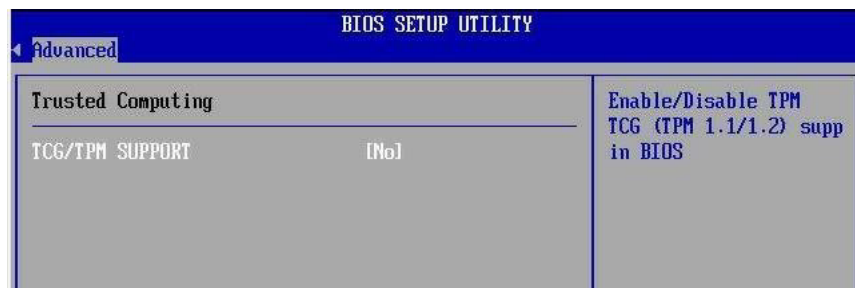 BIOS SETUP UTILITY
Advanced
Trusted Computing
TCG/TPM SUPPORT [No]
Enable/Disable TPM
TCG (TPM 1.1/1.2) supp
in BIOS